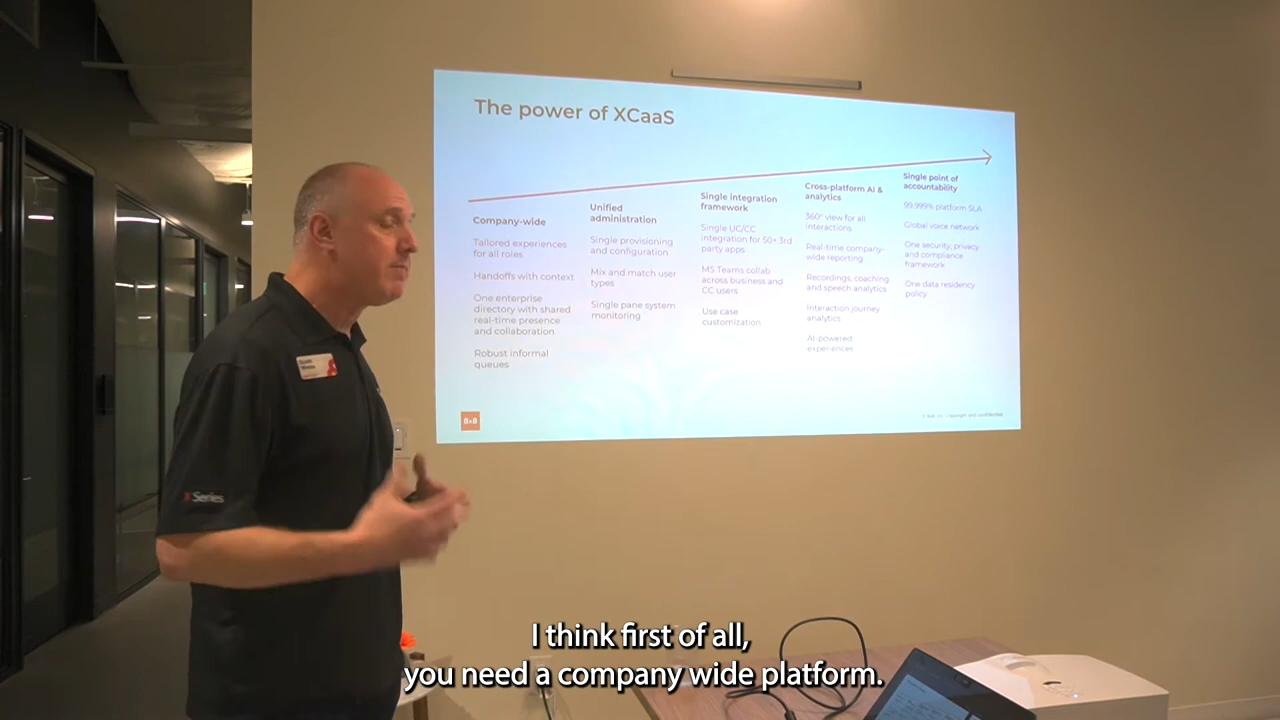 The power of XCaaS
Company-wide
Tailored experiences
for all roles
Handoffs with context
One enterprise
directory with shared
real-time presence
and collaboration
Robust informal
queues
Unified
administration
Single provisioning
and configuration
Mix and match user
types
Single pane system
monitoring
Single integration
framework
Single UC/CC
integration for 50+ 3rd
party apps
MS Teams collab
across business and
CC users
Use case
customization
Cross-platform AI &
analytics
360° view for all
interactions
Real-time company-
wide reporting
Recordings, coaching
and speech analytics
Interaction journey
analytics
AI-powered
experiences
Single point of
accountability
99.999% platform SLA
Global voice network
One security, privacy
and compliance
framework
One data residency
policy
8x8
Copyright and confidential
XSeries
I think first of all,
you need a company wide platform.